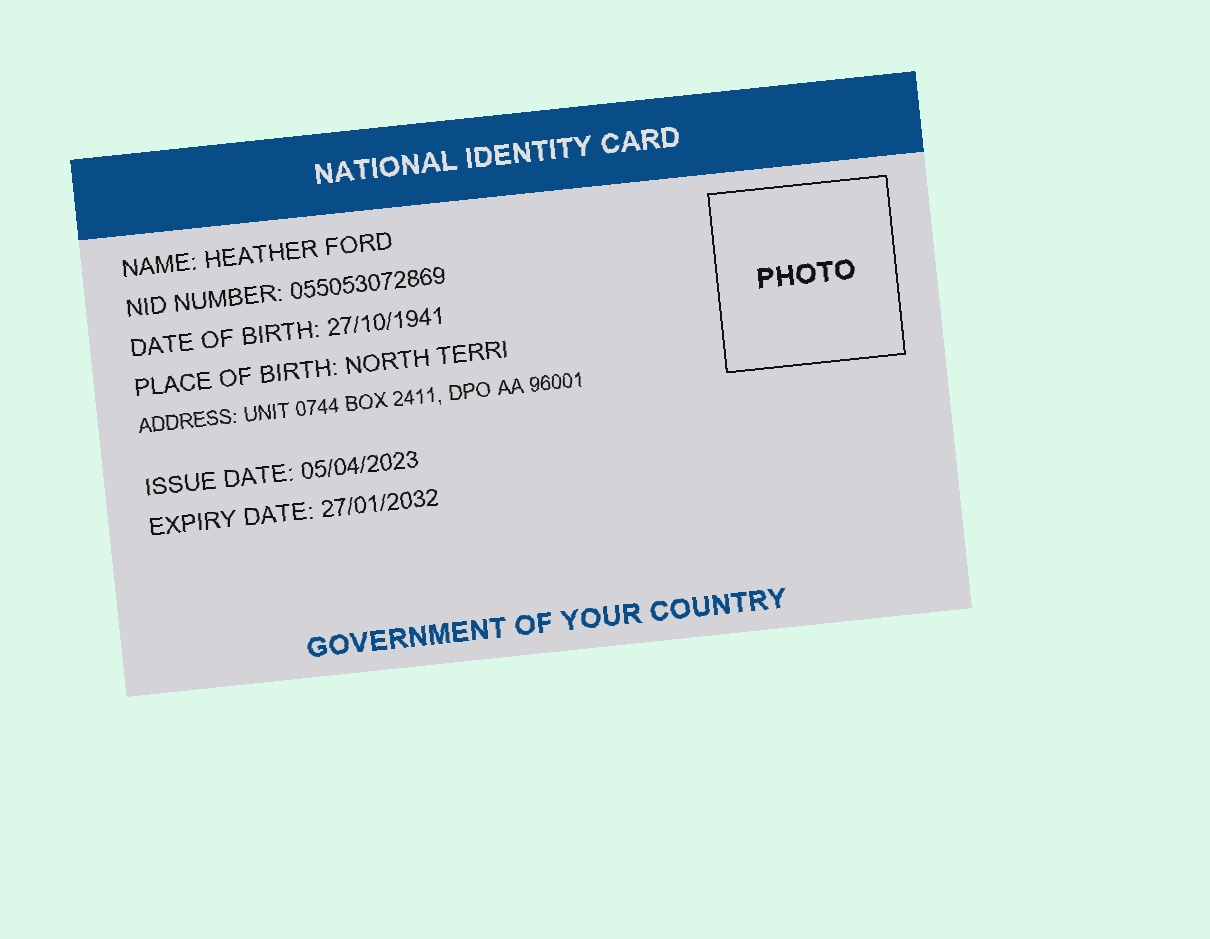 NATIONAL IDENTITY CARD
NAME: HEATHER FORD
NID NUMBER: 055053072869
DATE OF BIRTH: 27/10/1941
PLACE OF BIRTH: NORTH TERRI
ADDRESS: UNIT 0744 BOX 2411, DPO AA 96001
PHOTO
ISSUE DATE: 05/04/2023
EXPIRY DATE: 27/01/2032
GOVERNMENT OF YOUR COUNTRY